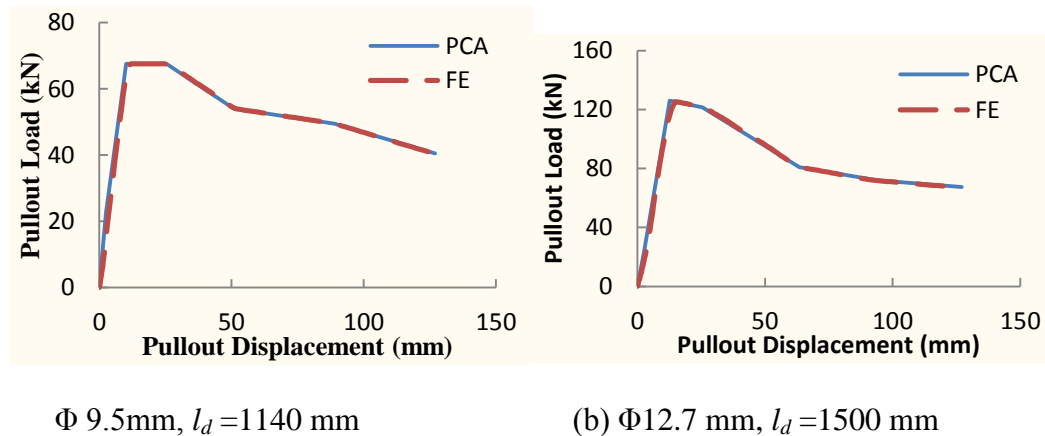 80
60
40
20
0
0
50
100
150
Pullout Load (kN)
Pullout Displacement (mm)
PCA
FE
160
120
80
40
0
0
50
100
150
Pullout Load (kN)
Pullout Displacement (mm)
PCA
FE
Φ 9.5mm, l_d =1140 mm
(b) Φ12.7 mm, l_d =1500 mm